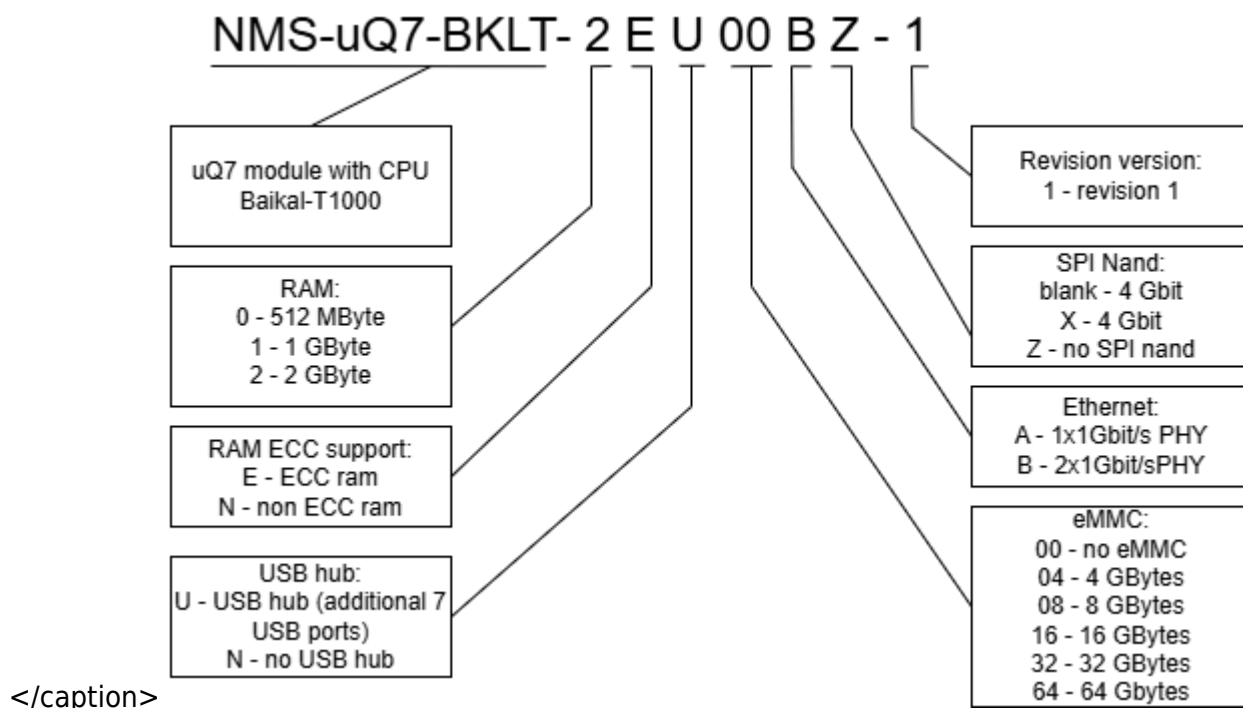 NMS-uQ7-BKLT- 2 E U 00 B Z - 1
uQ7 module with CPU
Baikal-T1000
RAM:
0 - 512 MByte
1 - 1 GByte
2 - 2 GByte
RAM ECC support:
E - ECC ram
N - non ECC ram
USB hub:
U - USB hub (additional 7
USB ports)
N - no USB hub
Revision version:
1 - revision 1
SPI Nand:
blank - 4 Gbit
X - 4 Gbit
Z - no SPI nand
Ethernet:
A - 1x1Gbit/s PHY
B - 2x1Gbit/sPHY
eMMC:
00 - no eMMC
04 - 4 GBytes
08 - 8 GBytes
16 - 16 GBytes
32 - 32 GBytes
64 - 64 Gbytes
</caption>